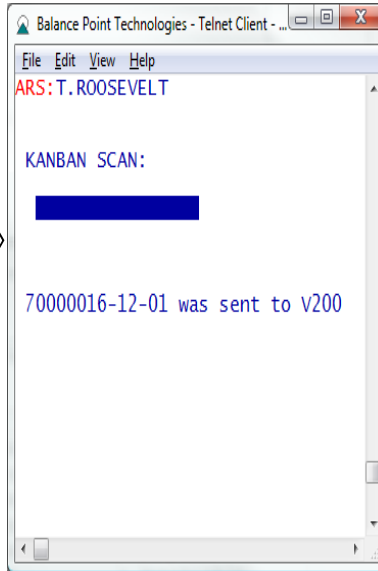 Balance Point Technologies - Telnet Client - ...
File Edit View Help
ARS:T.ROOSEVELT
KANBAN SCAN:
70000016-12-01 was sent to V200